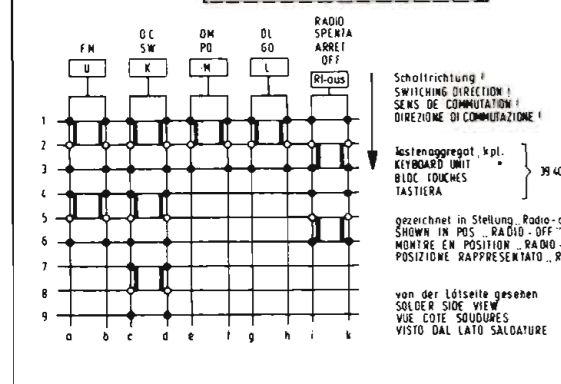 RADIO
OC OM OL SPENTA
FM SW PO GO ARRET
OFF
U K M L RI-aus
Schaltrichtung !
SWITCHING DIRECTION !
SENS DE COMMUTATION !
DIREZIONE DI COMMUTAZIONE !
Tastenaggregat, kpl.
KEYBOARD UNIT "
BLOC TOUCHES
TASTIERA
39 40
gezeichnet in Stellung „Radio-
SHOWN IN POS „RADIO-OFF"
MONTRE EN POSITION „RADIO-
POSIZIONE RAPPRESENTATO „R
von der Lötseite gesehen
SOLDER SIDE VIEW
VUE COTE SOUDURES
VISTO DAL LATO SALDATURE
1
2
3
4
5
6
7
8
9
a b c d e f g h i k